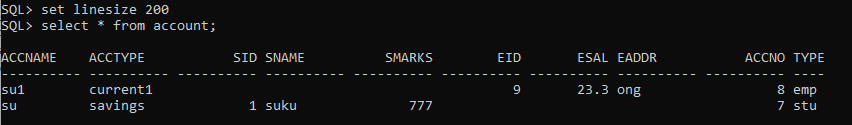 SQL> set linesize 200
SQL> select * from account;
ACCNAME    ACCTYPE           SID SNAME          SMARKS        EID       ESAL EADDR           ACCNO TYPE
---------- ---------- ---------- ---------- ---------- ---------- ---------- ---------- ---------- ----
su1        current1                                             9       23.3 ong                 8 emp
su         savings             1 suku              777                                           7 stu